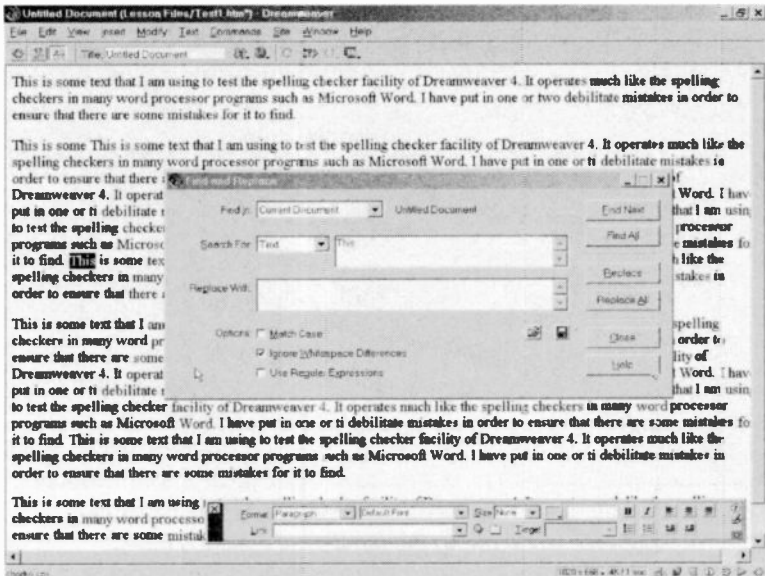 Untitled Document (Lesson Files/Test1.htm*) - Dreamweaver
File Edit View Insert Modify Text Commands Site Window Help
Title: Untitled Document
This is some text that I am using to test the spelling checker facility of Dreamweaver 4. It operates much like the spelling
checkers in many word processor programs such as Microsoft Word. I have put in one or two debilitate mistakes in order to
ensure that there are some mistakes for it to find.
This is some This is some text that I am using to test the spelling checker facility of Dreamweaver 4. It operates much like the
spelling checkers in many word processor programs such as Microsoft Word. I have put in one or ti debilitate mistakes in
order to ensure that there
Dreamweaver 4. It operat Word. I hav
put in one or ti debilitate that I am usin
to test the spelling checke processor
programs such as Microso mistakes fo
it to find. This is some tex like the
spelling checkers in many stakes in
order to ensure that there
Find and Replace
Find In: Current Document Untitled Document
Search For: Text This
Replace With:
Options: Match Case
Ignore Whitespace Differences
Use Regular Expressions
Find Next
Find All
Replace
Replace All
Close
Help
This is some text that I am spelling
checkers in many word pr order to
ensure that there are some lity of
Dreamweaver 4. It operat Word. I hav
put in one or ti debilitate that I am usin
to test the spelling checker facility of Dreamweaver 4. It operates much like the spelling checkers in many word processor
programs such as Microsoft Word. I have put in one or ti debilitate mistakes in order to ensure that there are some mistakes fo
it to find. This is some text that I am using to test the spelling checker facility of Dreamweaver 4. It operates much like the
spelling checkers in many word processor programs such as Microsoft Word. I have put in one or ti debilitate mistakes in
order to ensure that there are some mistakes for it to find.
This is some text that I am using
checkers in many word processo
ensure that there are some mistak
Format Paragraph Default Font Size None B I
Link Target